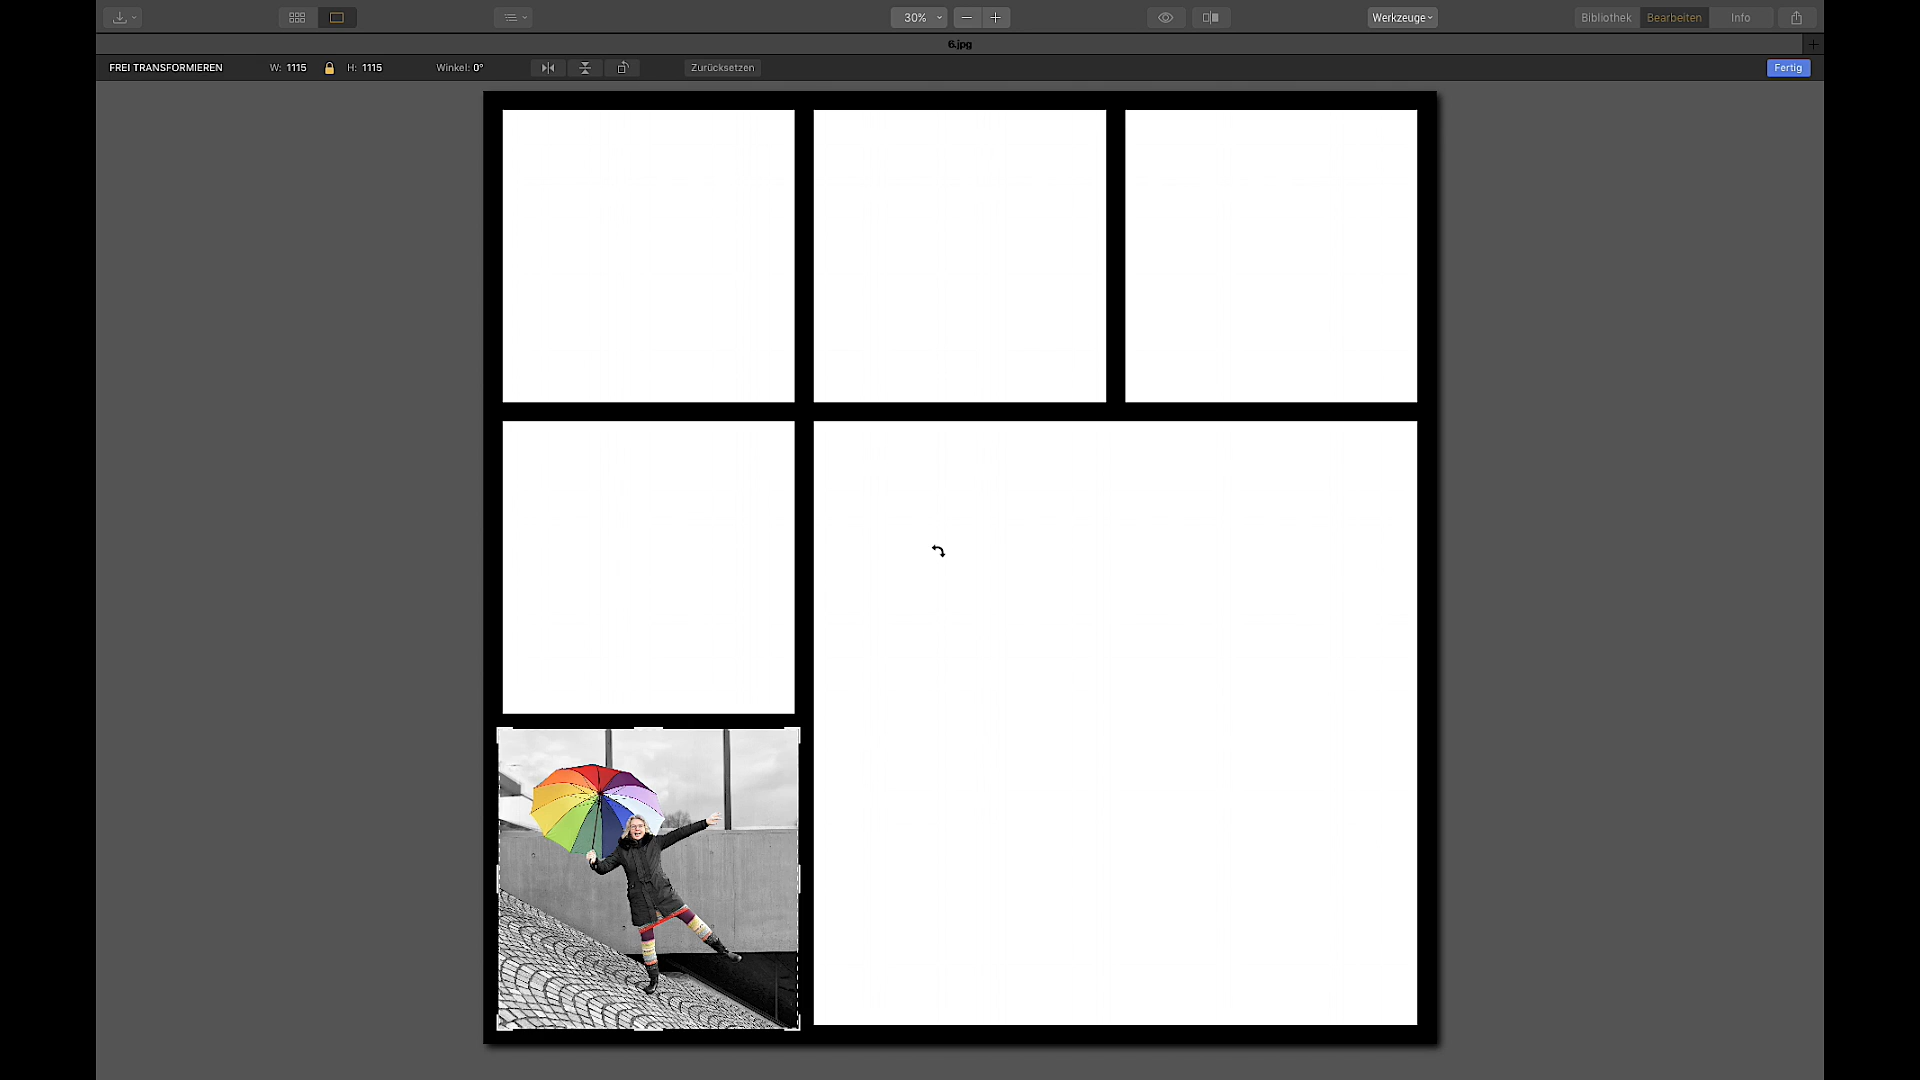 30%
Werkzeuge
Bibliothek
Bearbeiten
Info
6.jpg
FREI TRANSFORMIEREN
W: 1115
H: 1115
Winkel: 0°
Zurücksetzen
Fertig